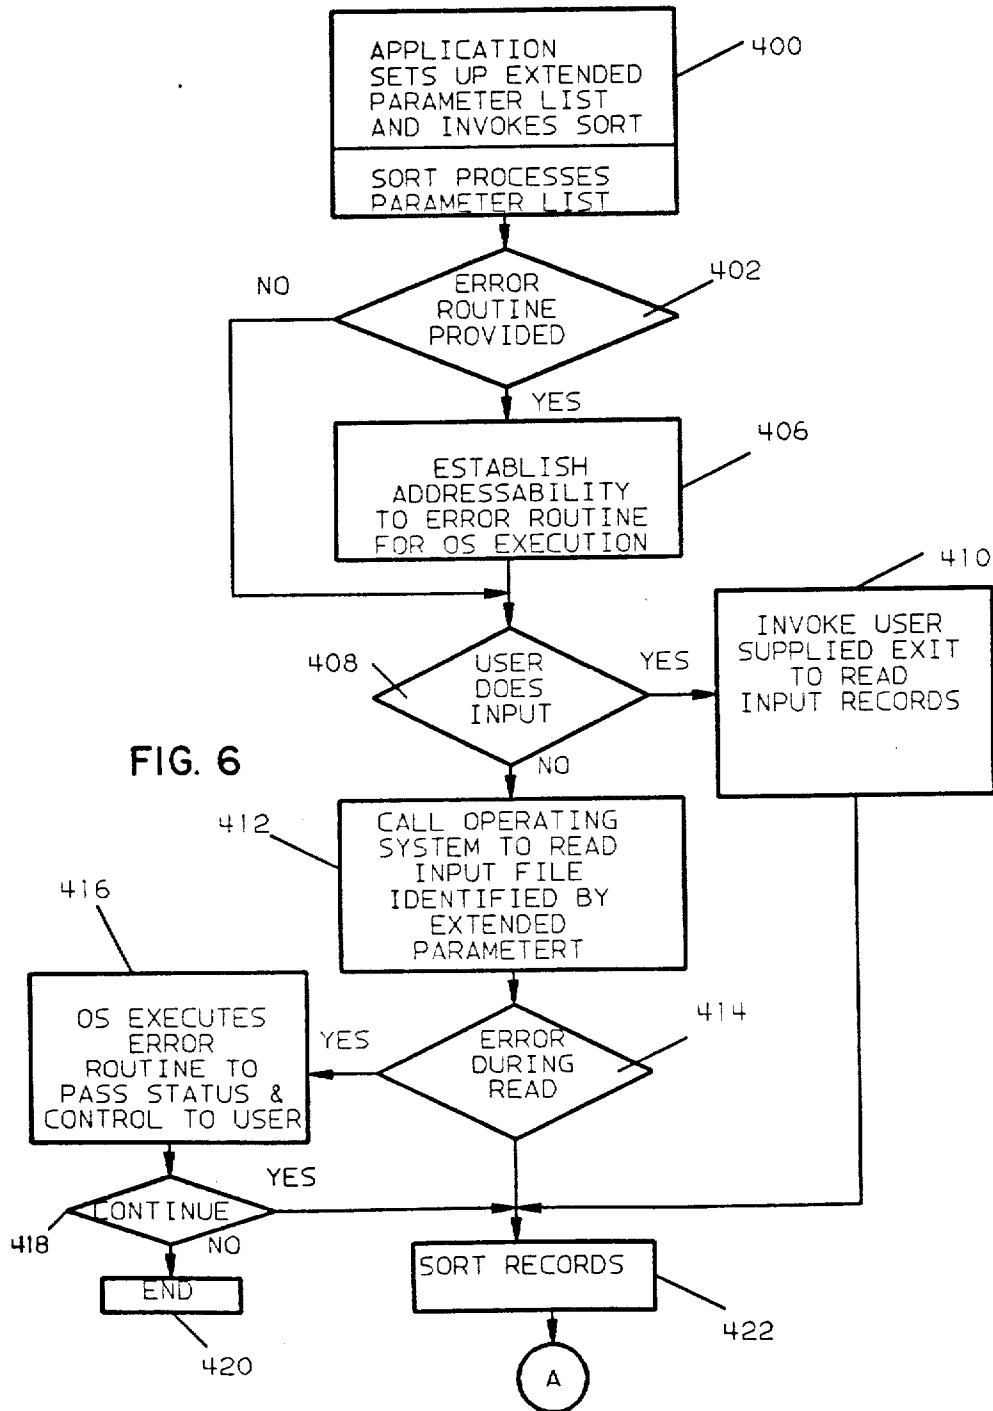 APPLICATION
SETS UP EXTENDED
PARAMETER LIST
AND INVOKES SORT
400
SORT PROCESSES
PARAMETER LIST
NO
ERROR
ROUTINE
PROVIDED
402
YES
406
ESTABLISH
ADDRESSABILITY
TO ERROR ROUTINE
FOR OS EXECUTION
410
408
USER
DOES
INPUT
YES
INVOKE USER
SUPPLIED EXIT
TO READ
INPUT RECORDS
FIG. 6
NO
412
CALL OPERATING
SYSTEM TO READ
INPUT FILE
IDENTIFIED BY
EXTENDED
PARAMETERT
416
414
OS EXECUTES
ERROR
ROUTINE TO
PASS STATUS &
CONTROL TO USER
YES
ERROR
DURING
READ
YES
CONTINUE
418
NO
END
420
SORT RECORDS
422
A